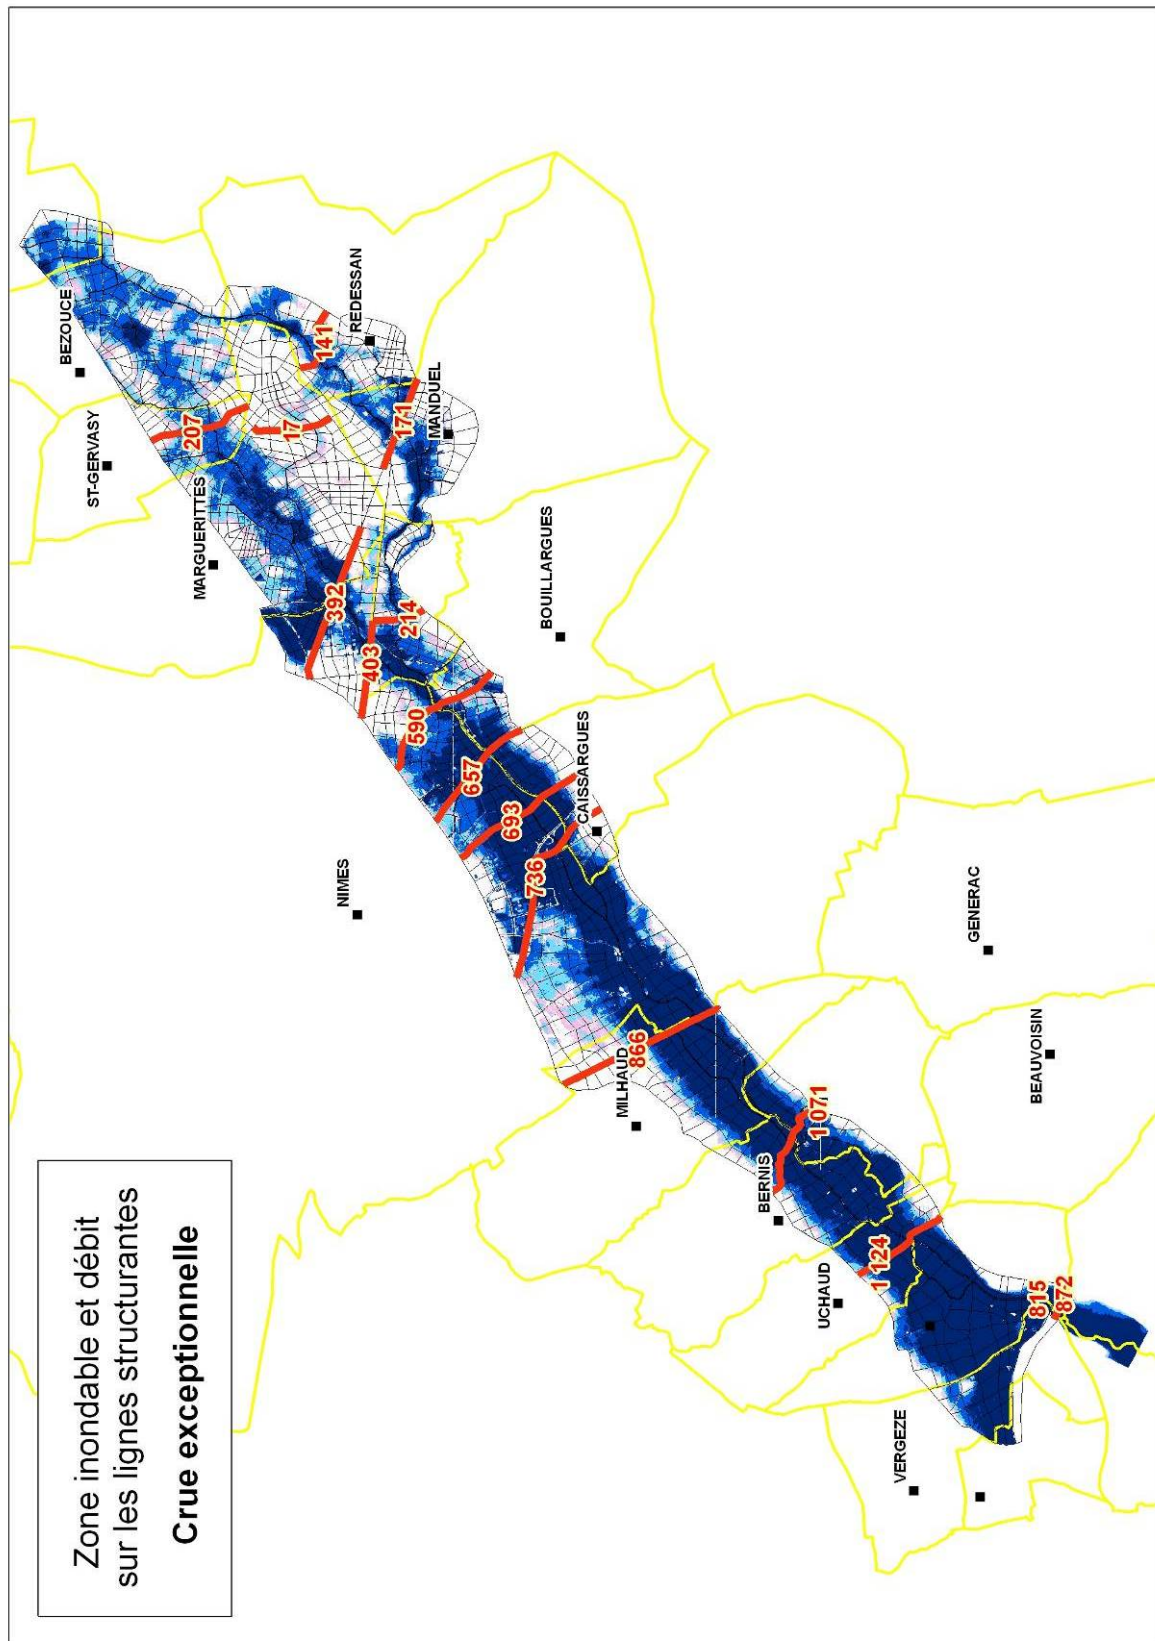 Zone inondable et débit
sur les lignes structurantes
Crue exceptionnelle
BEZOUCE
ST-GERVASY
MARGUERITTES
REDESSAN
MANDUEL
BOUILLARGUES
NIMES
CAISSARGUES
MILHAUD
BERNIS
UCHAUD
VERGEZE
GENERAC
BEAUVOISIN
207
17
141
171
392
403
214
590
657
693
736
866
1 071
1 124
815
872